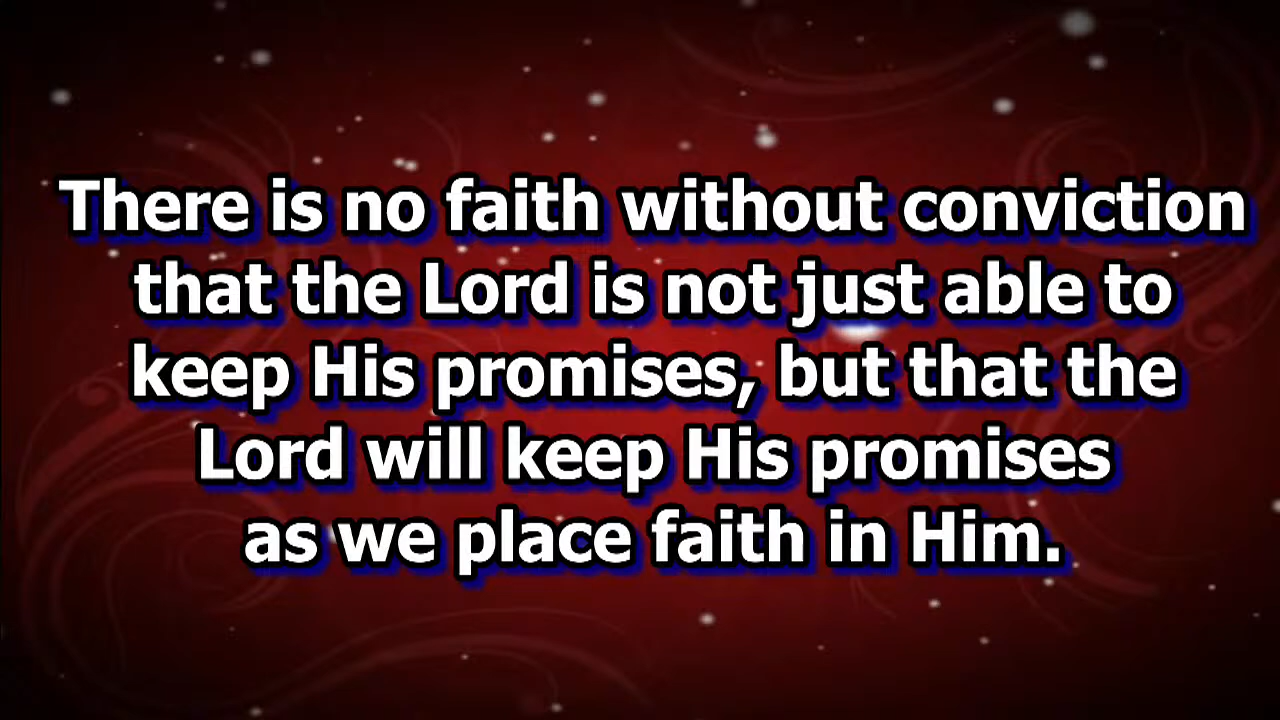 There is no faith without conviction
that the Lord is not just able to
keep His promises, but that the
Lord will keep His promises
as we place faith in Him.